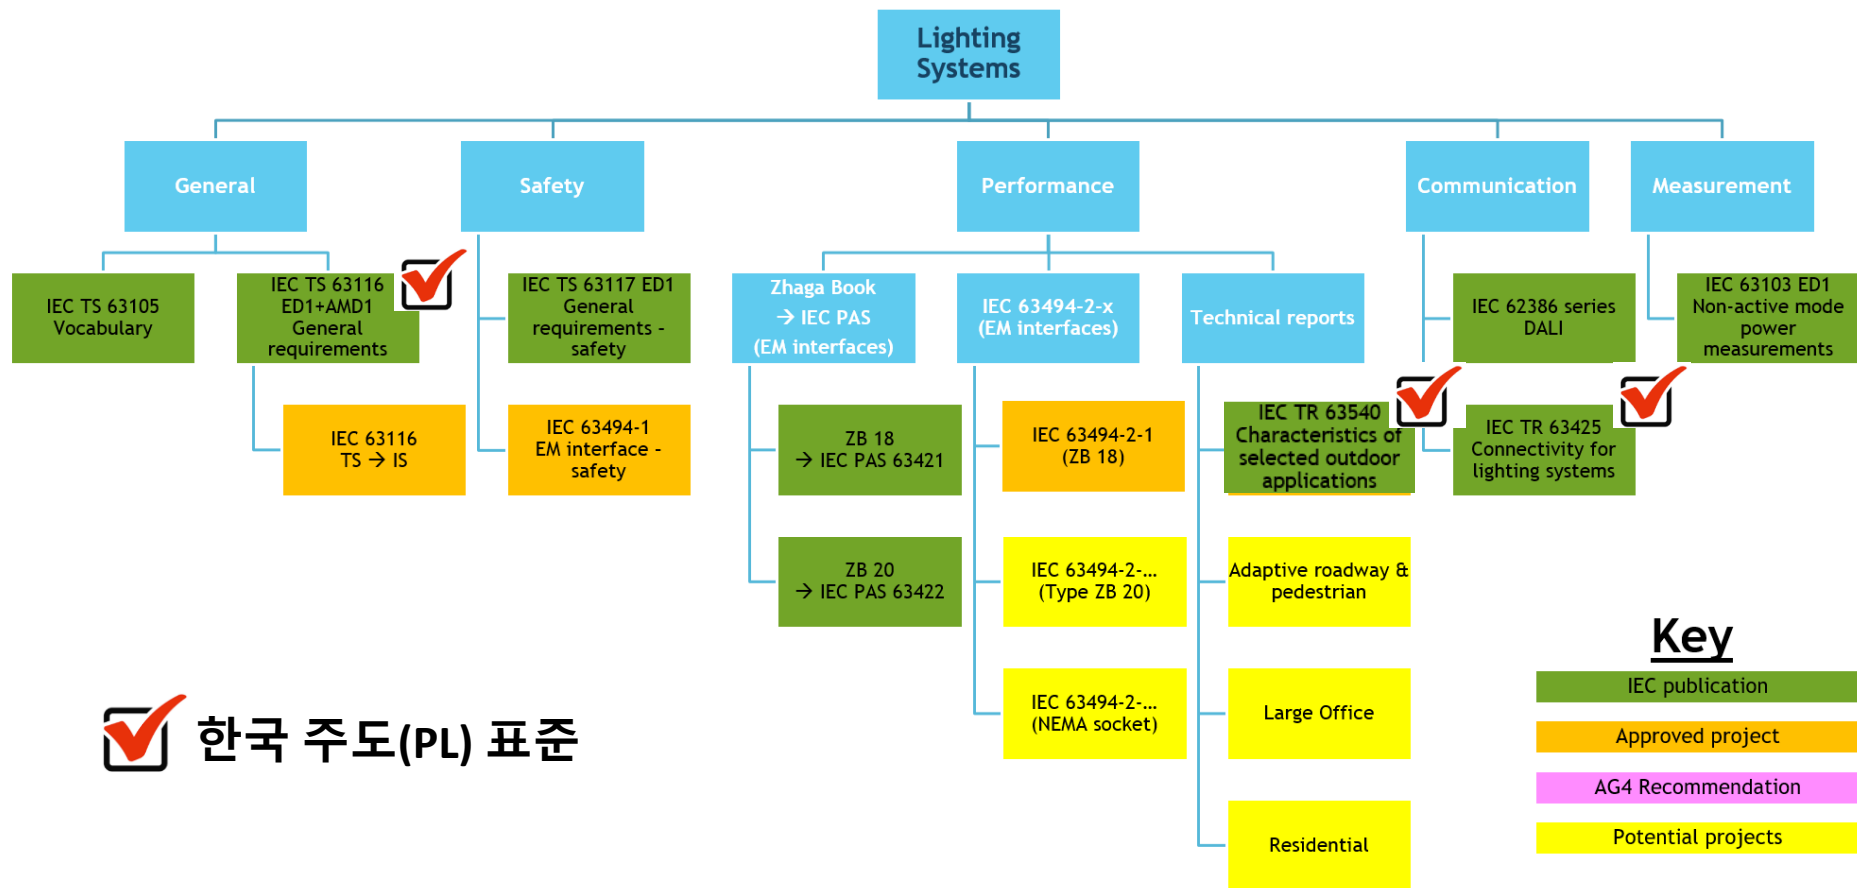 Lighting
Systems
General
Safety
Performance
Communication
Measurement
IEC TS 63105
Vocabulary
IEC TS 63116
ED1+AMD1
General
requirements
IEC 63116
TS → IS
IEC TS 63117 ED1
General
requirements –
safety
IEC 63494-1
EM interface –
safety
Zhaga Book
→ IEC PAS
(EM interfaces)
ZB 18
→ IEC PAS 63421
ZB 20
→ IEC PAS 63422
IEC 63494-2-x
(EM interfaces)
IEC 63494-2-1
(ZB 18)
IEC 63494-2-…
(Type ZB 20)
IEC 63494-2-…
(NEMA socket)
Technical reports
IEC TR 63540
Characteristics of
selected outdoor
applications
Adaptive roadway &
pedestrian
Large Office
Residential
IEC 62386 series
DALI
IEC TR 63425
Connectivity for
lighting systems
IEC 63103 ED1
Non-active mode
power
measurements
한국 주도(PL) 표준
Key
IEC publication
Approved project
AG4 Recommendation
Potential projects